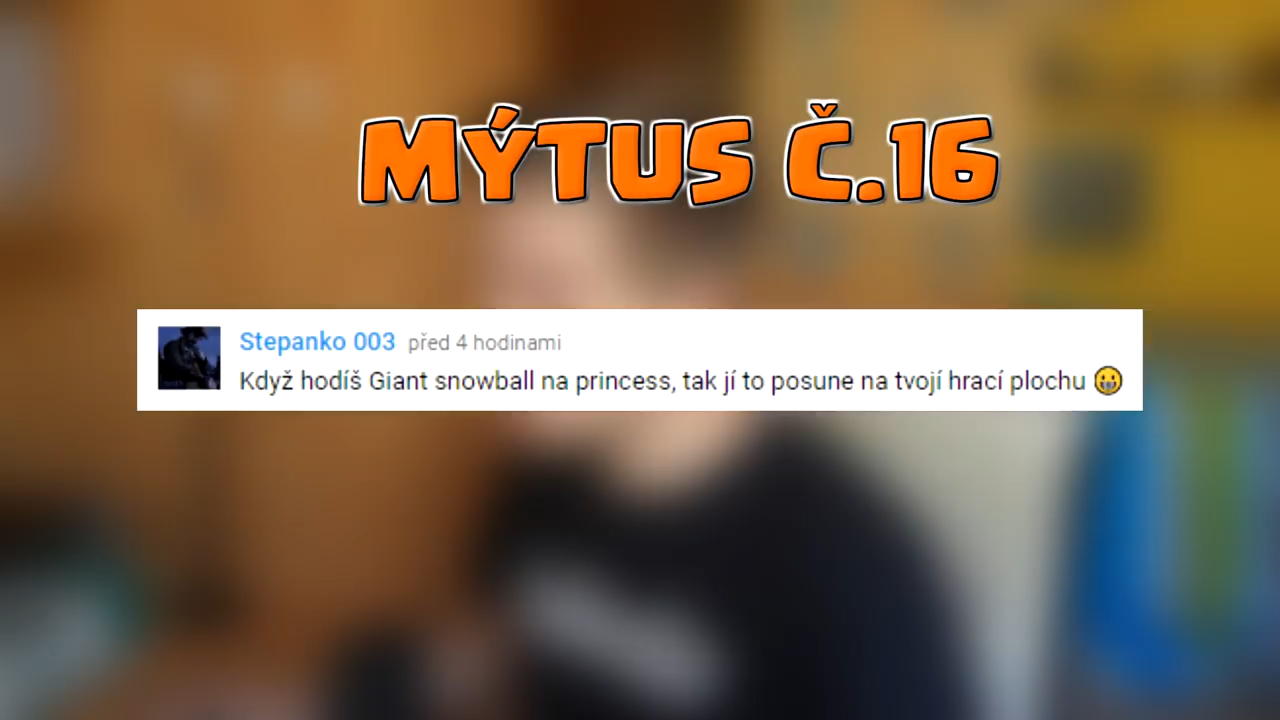 MÝTUS Č.16
Stepanko 003 před 4 hodinami
Když hodíš Giant snowball na princess, tak jí to posune na tvojí hrací plochu 😀